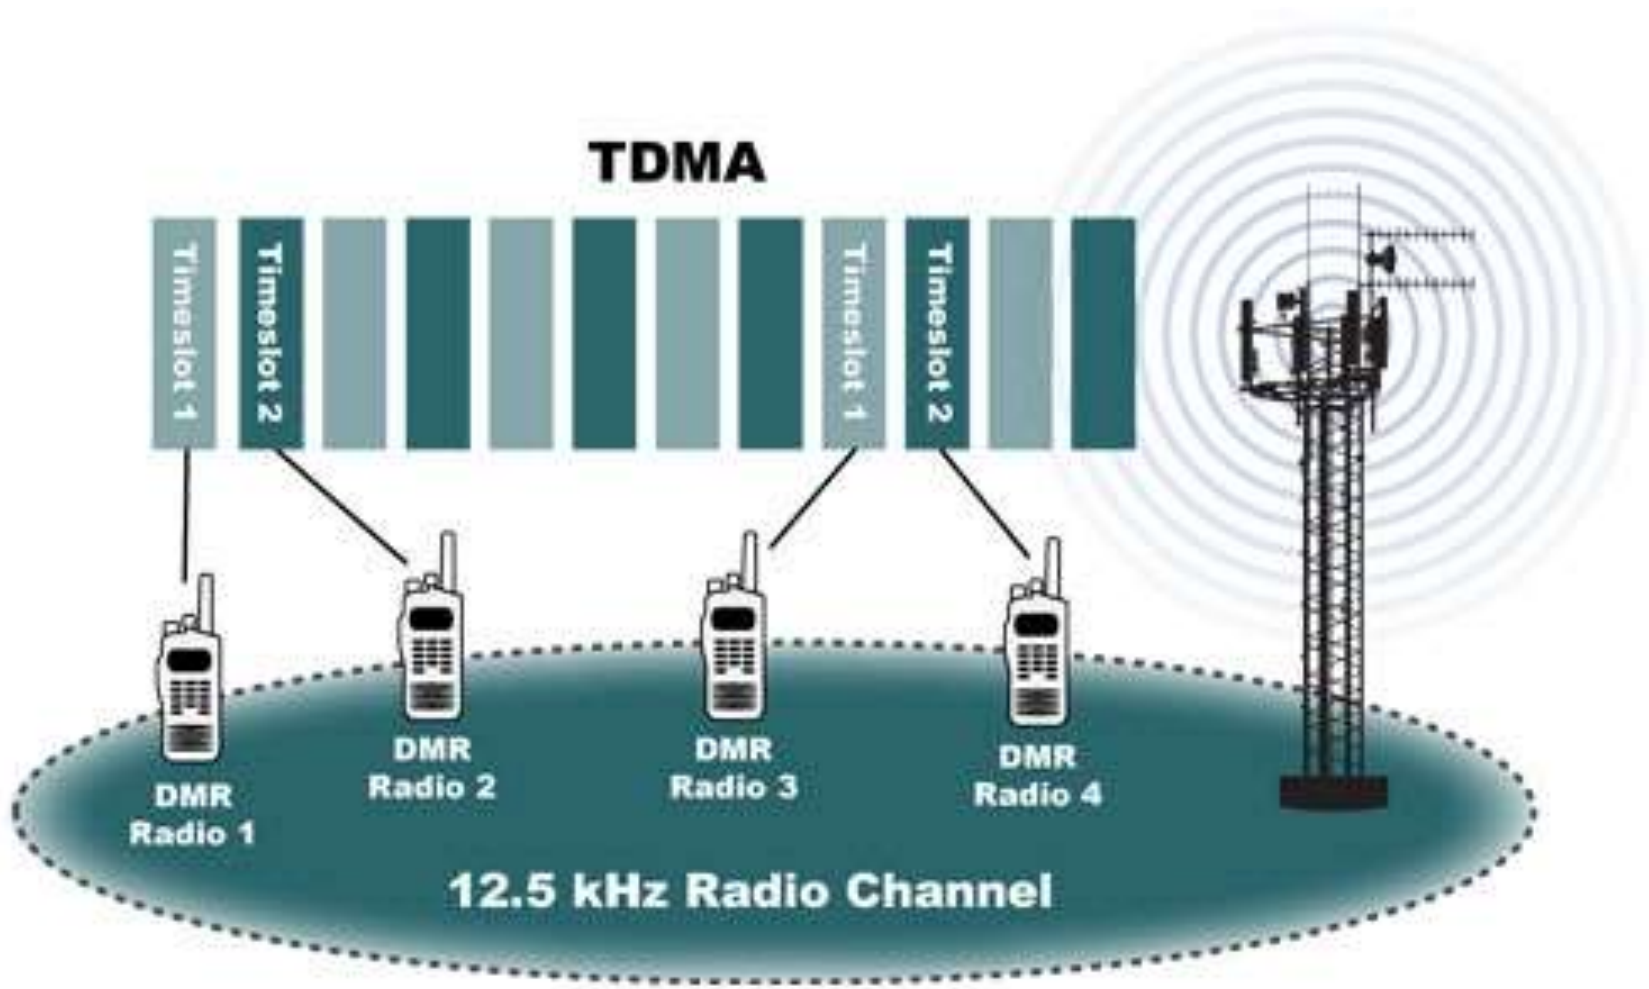 TDMA
Timeslot 1
Timeslot 2
Timeslot 1
Timeslot 2
DMR
Radio 1
DMR
Radio 2
DMR
Radio 3
DMR
Radio 4
12.5 kHz Radio Channel